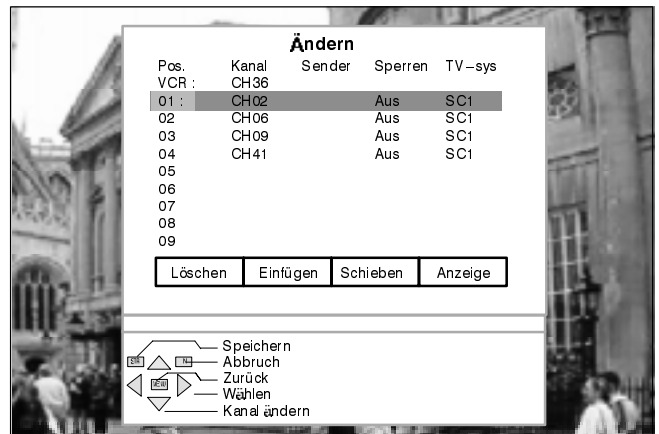 Ändern
Pos. Kanal Sender Sperren TV-sys
VCR : CH36
01 : CH02 Aus SC1
02 CH06 Aus SC1
03 CH09 Aus SC1
04 CH41 Aus SC1
05
06
07
08
09
Löschen Einfügen Schieben Anzeige
Speichern
Abbruch
Zurück
Wählen
Kanal ändern